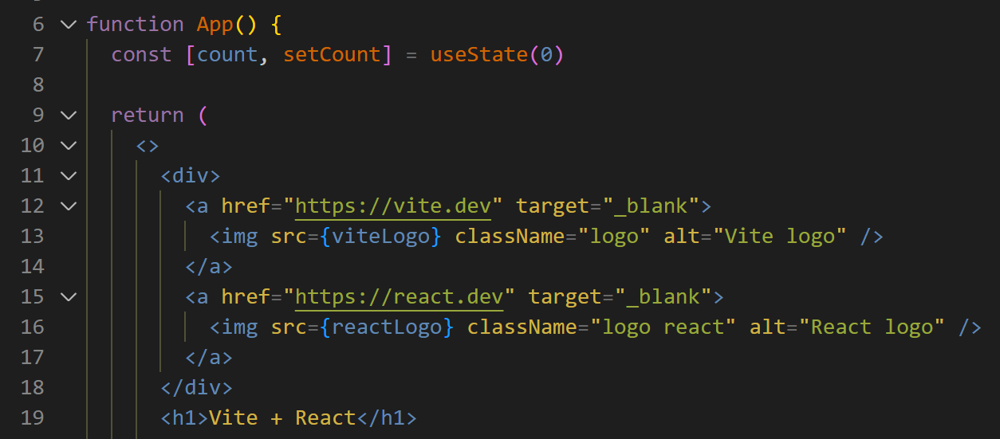 6 function App() {
7   const [count, setCount] = useState(0)
8
9   return (
10     <>
11       <div>
12         <a href="https://vite.dev" target="_blank">
13           <img src={viteLogo} className="logo" alt="Vite logo" />
14         </a>
15         <a href="https://react.dev" target="_blank">
16           <img src={reactLogo} className="logo react" alt="React logo" />
17         </a>
18       </div>
19       <h1>Vite + React</h1>